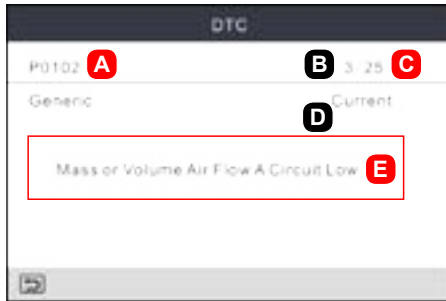 DTC
P0102 A B 3/25 C
Generic Current
D
Mass or Volume Air Flow A Circuit Low E